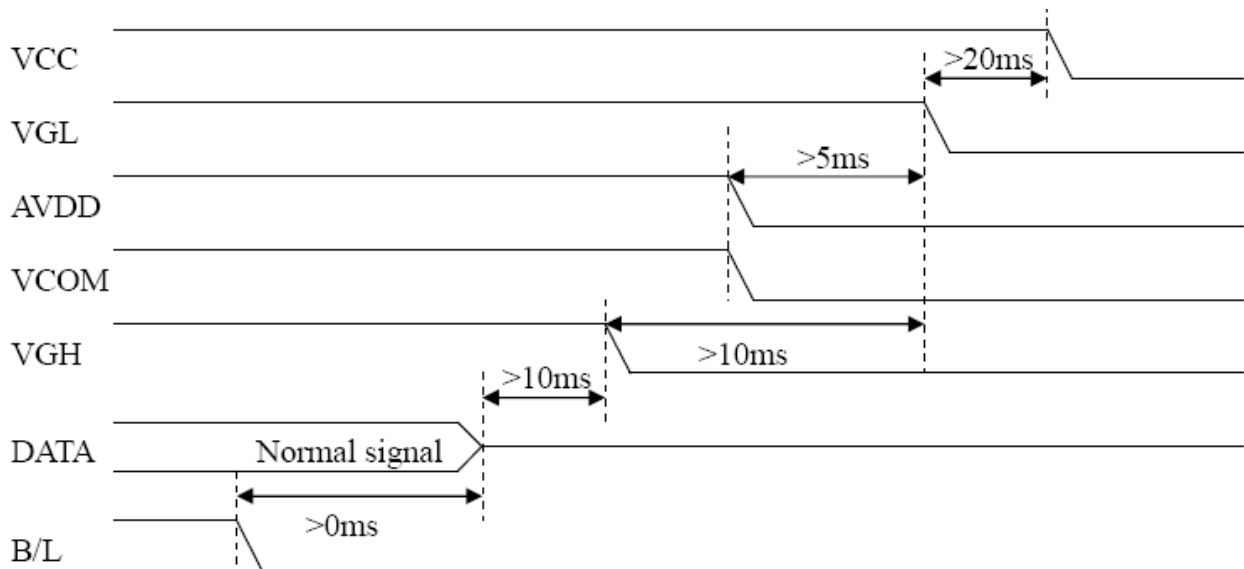 VCC
>20ms
VGL
>5ms
AVDD
VCOM
VGH
>10ms
>10ms
DATA
Normal signal
>0ms
B/L